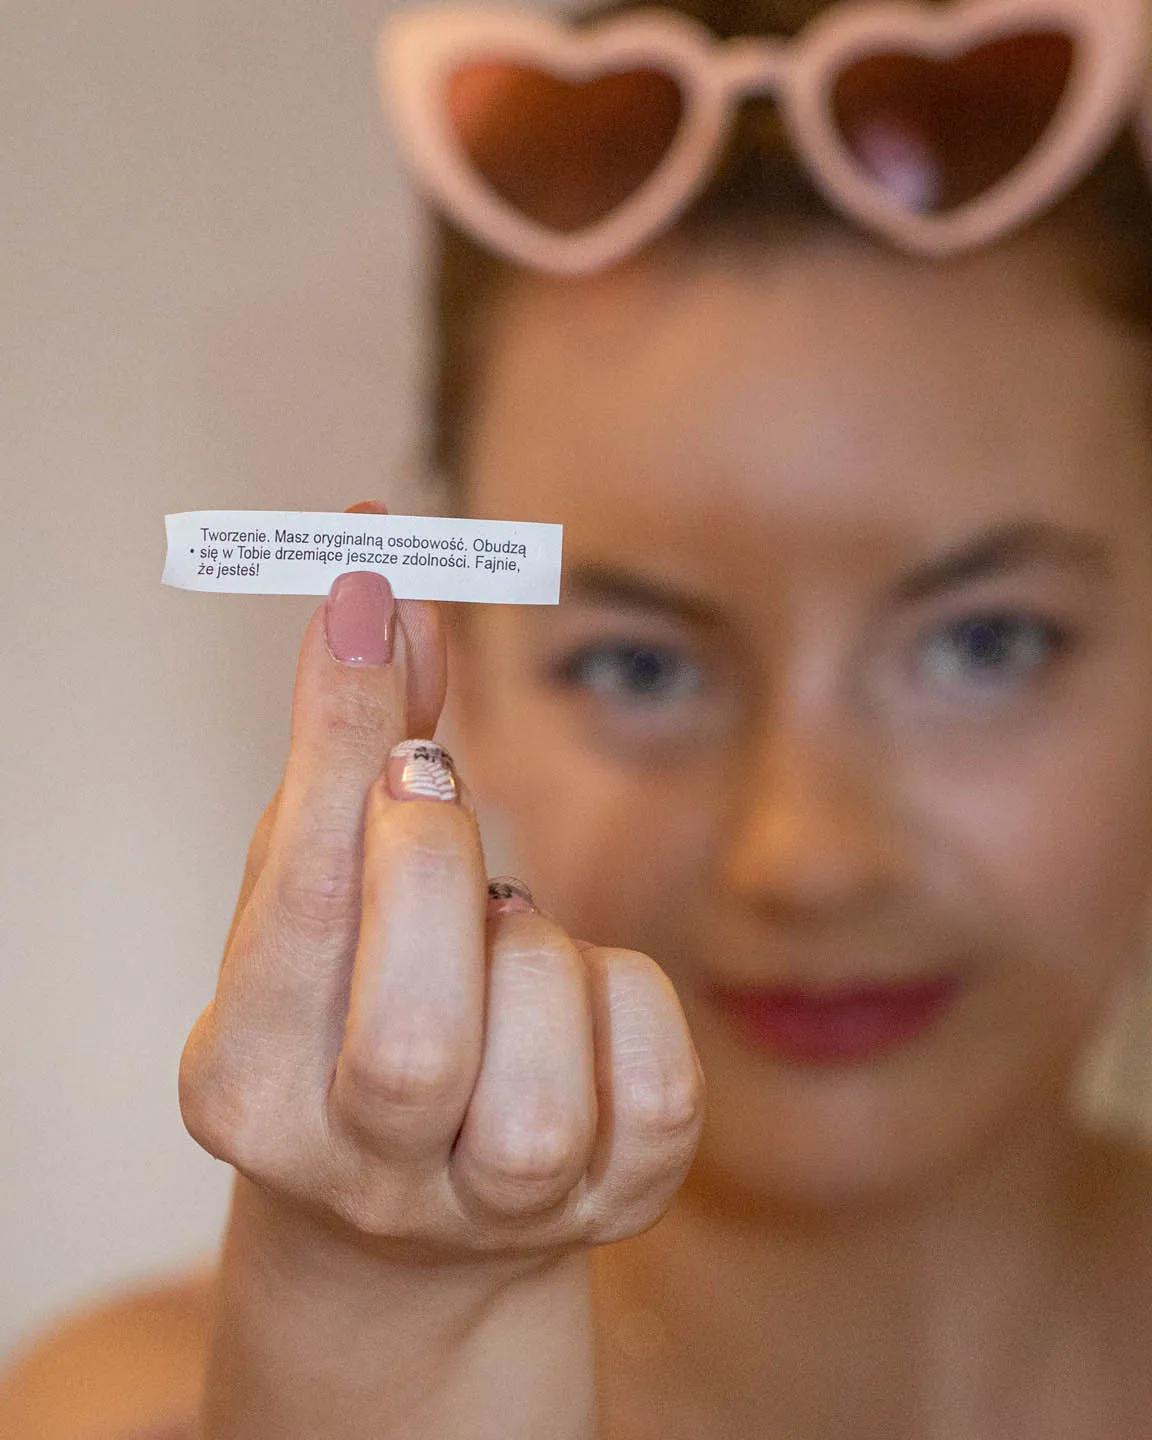 Tworzenie. Masz oryginalną osobowość. Obudzą
• się w Tobie drzemiące jeszcze zdolności. Fajnie,
że jesteś!